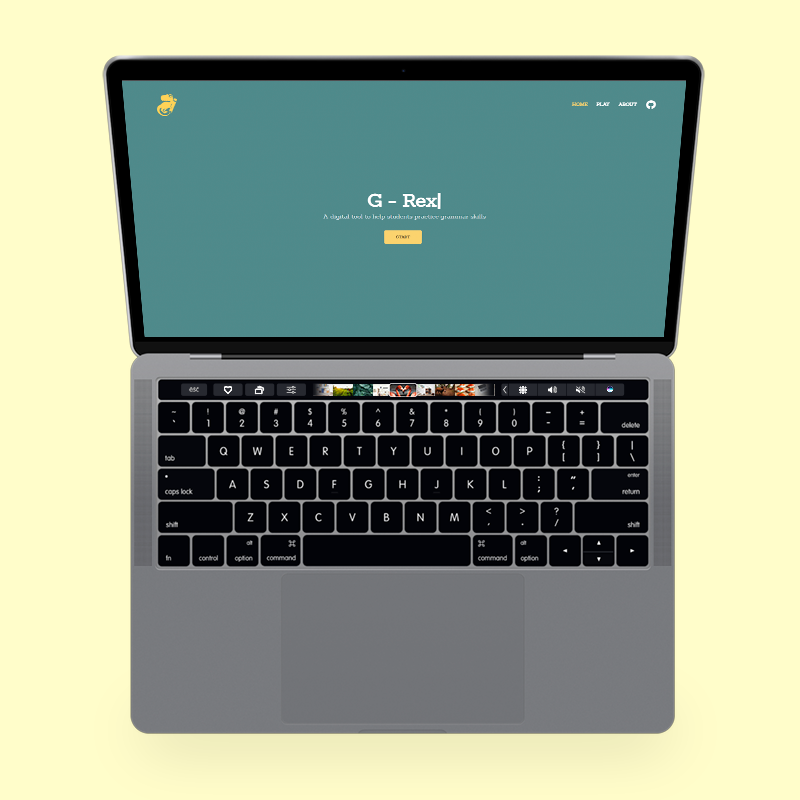 HOME PLAY ABOUT
G - Rex|
A digital tool to help students practice grammar skills
START
esc
~ ! @ # $ % ^ & * ( ) _ +
` 1 2 3 4 5 6 7 8 9 0 - = delete
tab Q W E R T Y U I O P { [ } ] | \
caps lock A S D F G H J K L : ; " ' enter return
shift Z X C V B N M < , > . ? / shift
fn control alt option ⌘ command ⌘ command alt option ◄ ▲ ▼ ►